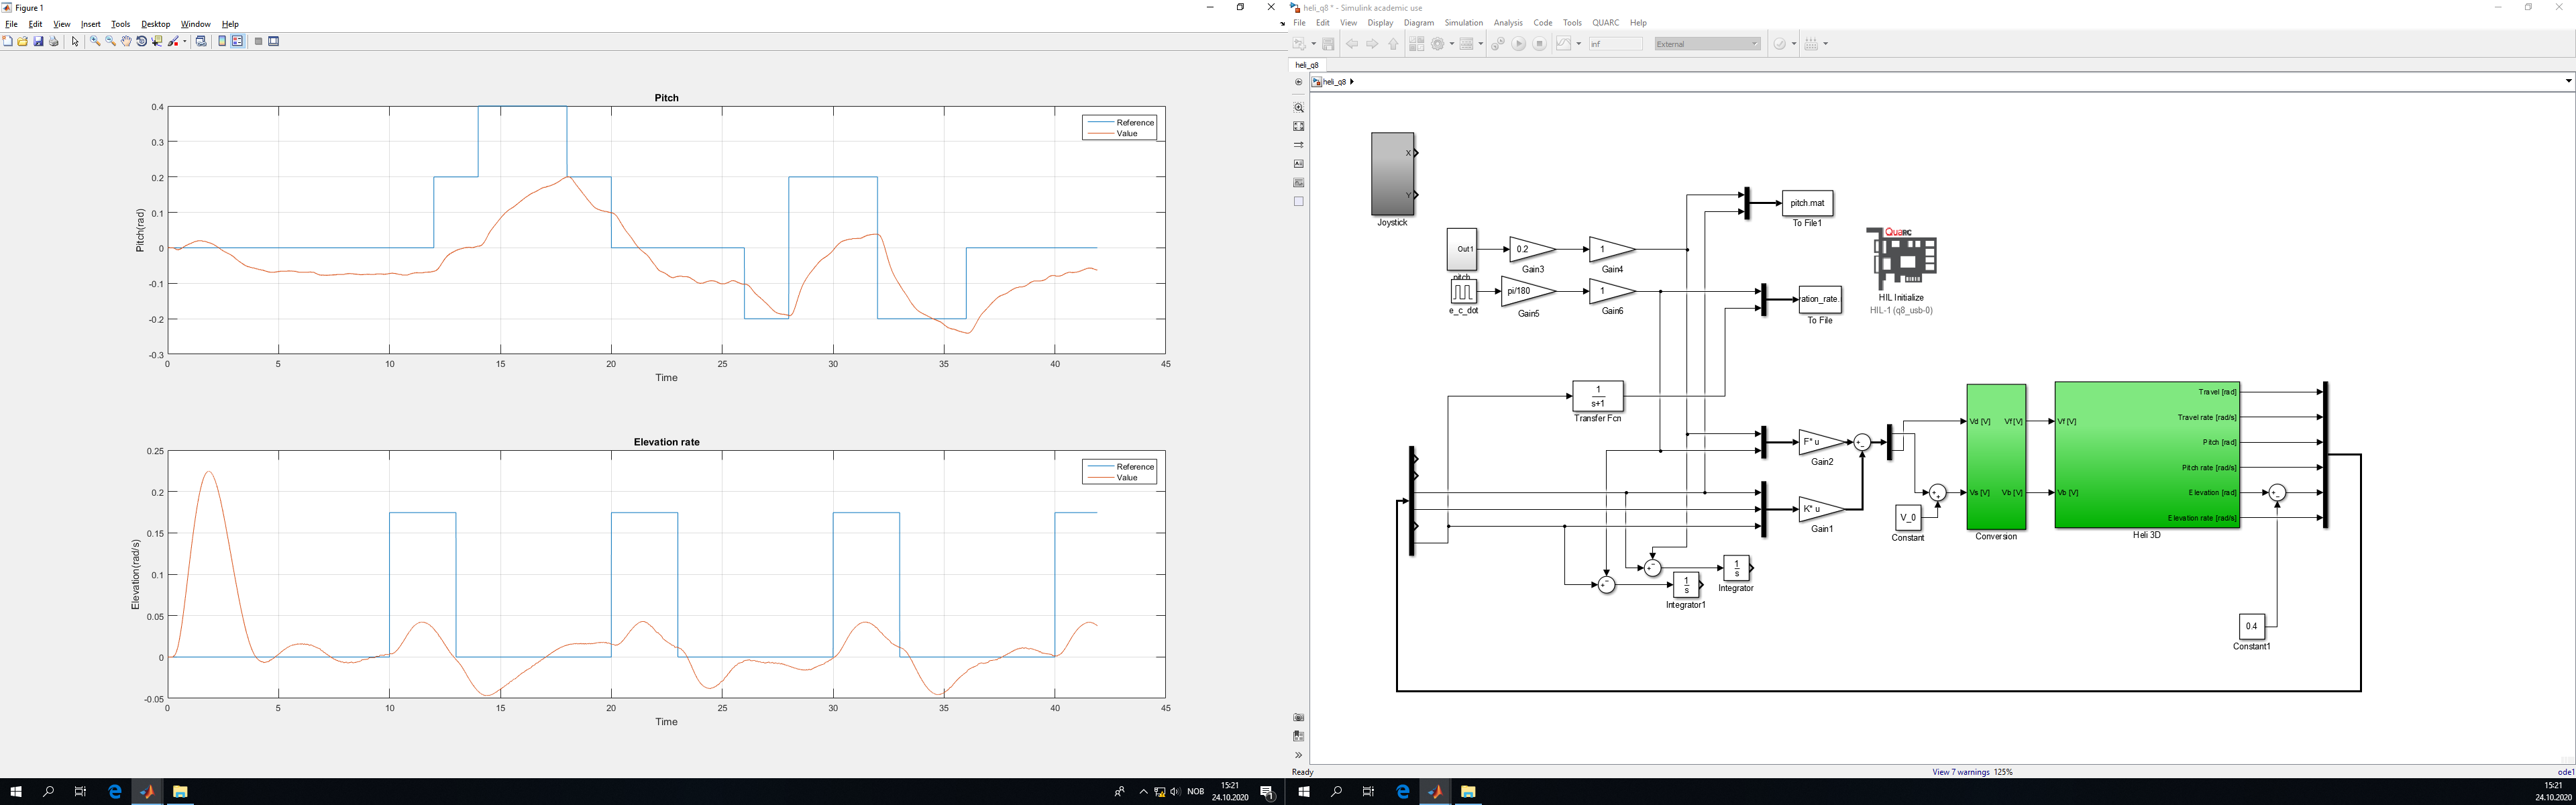 Figure 1
File Edit View Insert Tools Desktop Window Help
Pitch
Reference
Value
0.4
0.3
0.2
0.1
0
-0.1
-0.2
-0.3
Pitch(rad)
0 5 10 15 20 25 30 35 40 45
Time
Elevation rate
Reference
Value
0.25
0.2
0.15
0.1
0.05
0
-0.05
Elevation(rad/s)
0 5 10 15 20 25 30 35 40 45
Time
NOB
15:21
24.10.2020
heli_q8 * - Simulink academic use
File Edit View Display Diagram Simulation Analysis Code Tools QUARC Help
inf
External
heli_q8
heli_q8
X
Y
Joystick
Out1
pitch
0.2
Gain3
1
Gain4
e_c_dot
pi/180
Gain5
1
Gain6
pitch.mat
To File1
ation_rate.
To File
QuaRC
HIL Initialize
HIL-1 (q8_usb-0)
1
s+1
Transfer Fcn
F* u
Gain2
K* u
Gain1
1
s
Integrator
1
s
Integrator1
V_0
Constant
Vd [V]
Vs [V]
Vf [V]
Vb [V]
Conversion
Vf [V]
Vb [V]
Travel [rad]
Travel rate [rad/s]
Pitch [rad]
Pitch rate [rad/s]
Elevation [rad]
Elevation rate [rad/s]
Heli 3D
0.4
Constant1
Ready
View 7 warnings 125%
ode1
15:21
24.10.2020